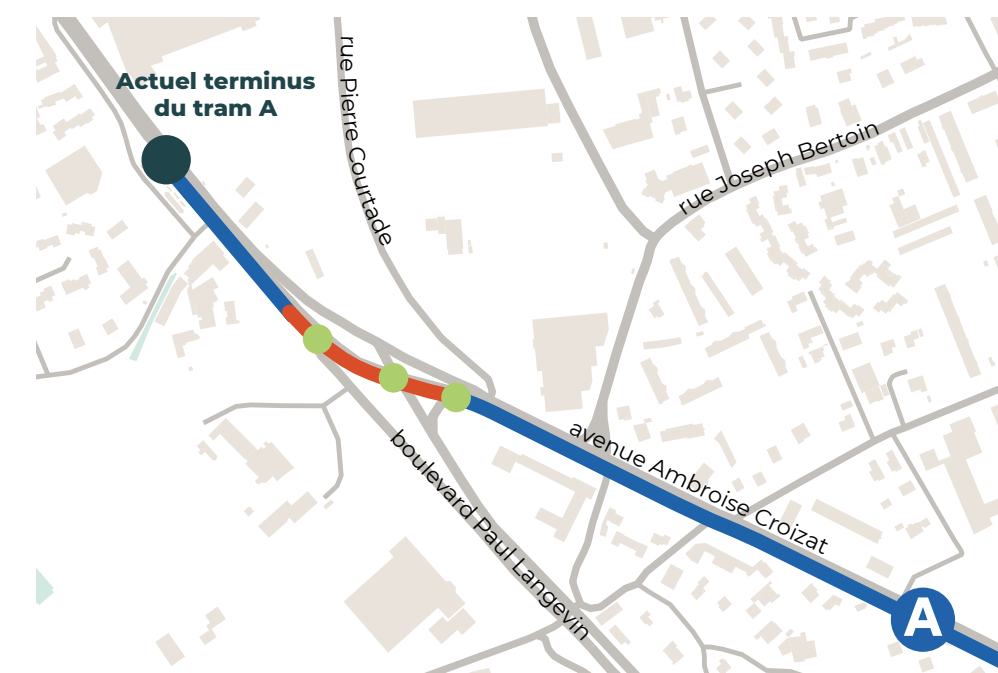 Actuel terminus
du tram A
rue Pierre Courtade
rue Joseph Bertoin
avenue Ambroise Croizat
boulevard Paul Langevin
A